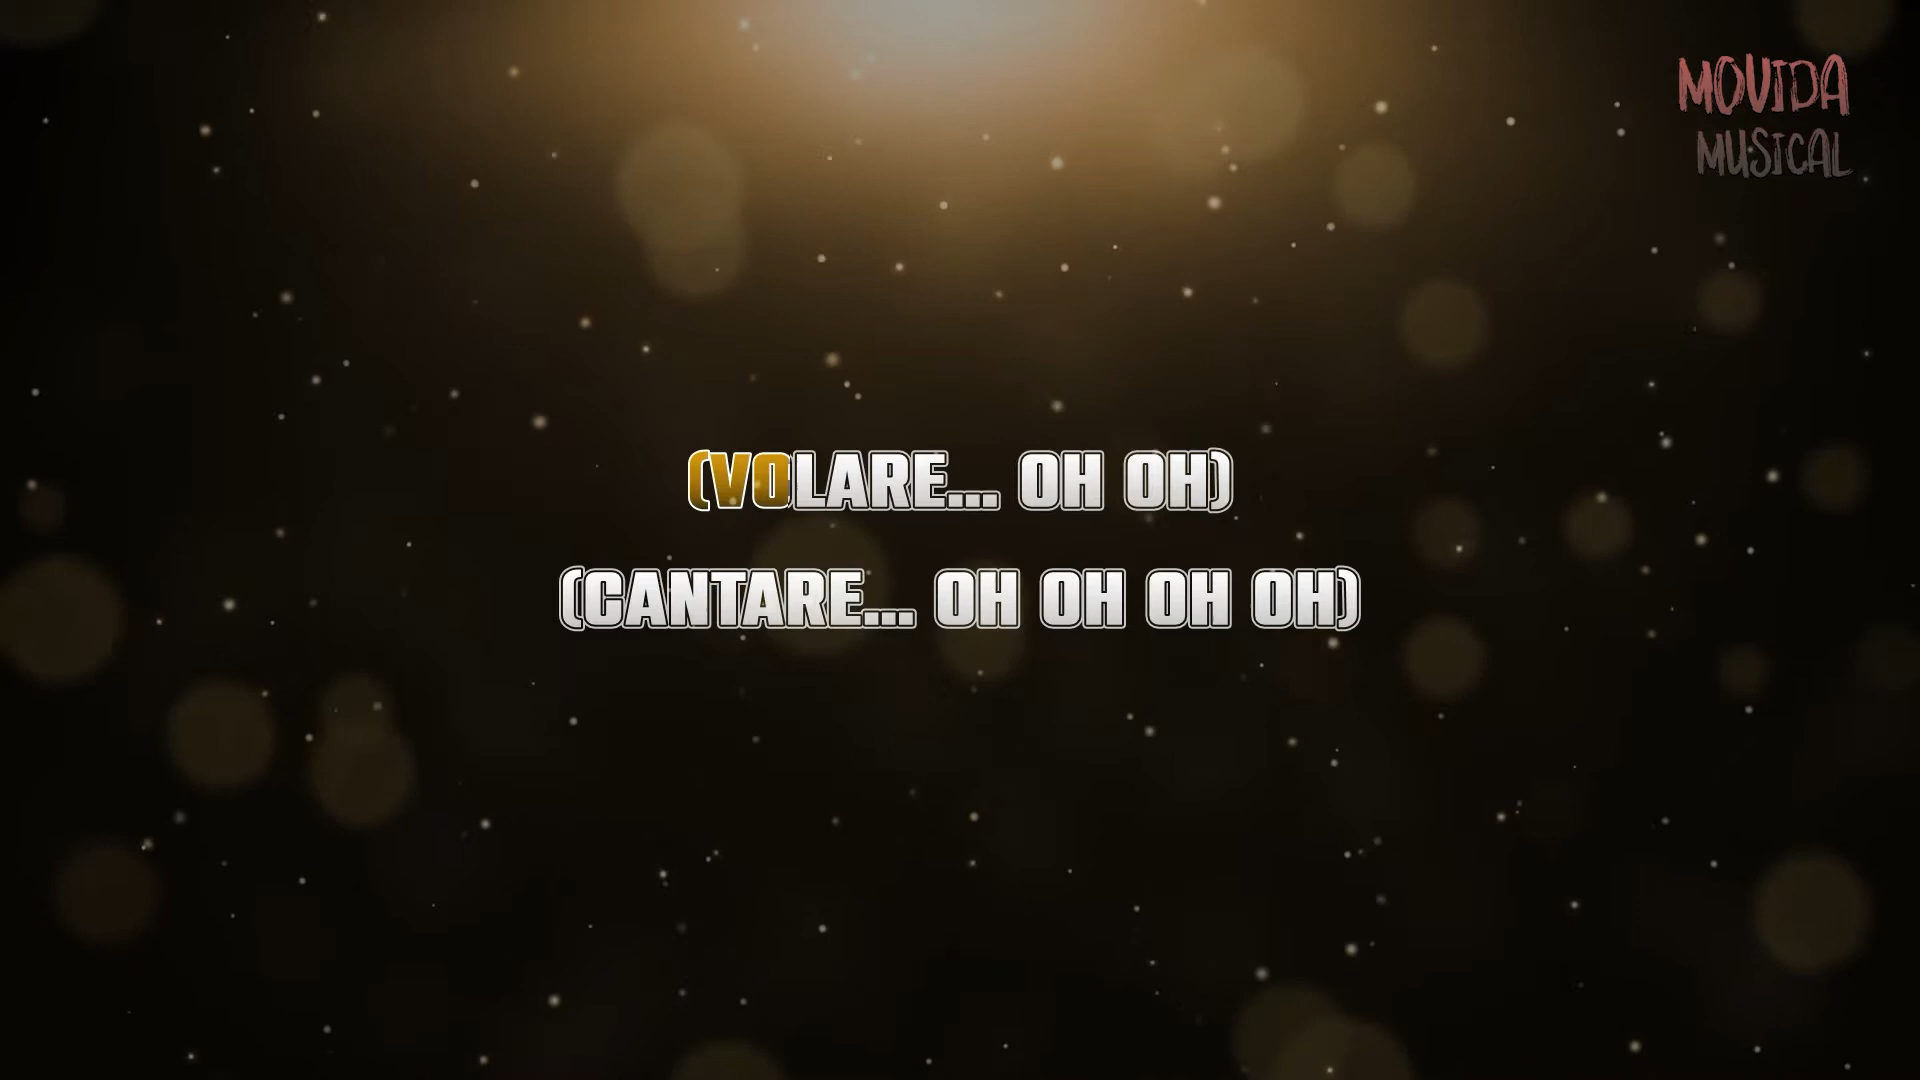 MOVIDA
MUSICAL
(VOLARE... OH OH)
(CANTARE... OH OH OH OH)